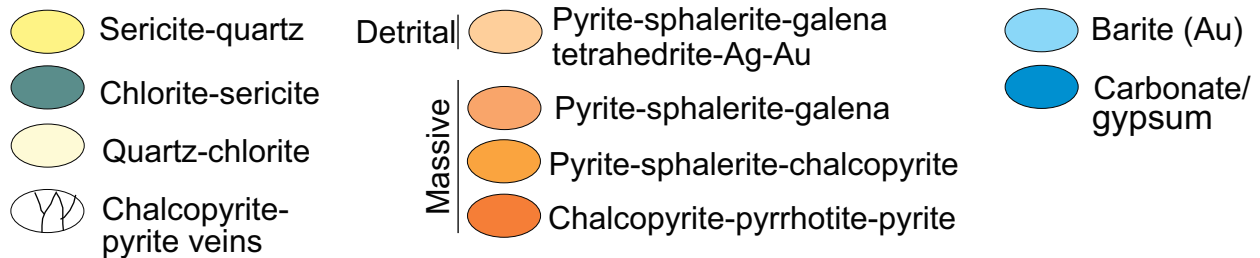 Sericite-quartz
Chlorite-sericite
Quartz-chlorite
Chalcopyrite-
pyrite veins
Detrital
Pyrite-sphalerite-galena
tetrahedrite-Ag-Au
Massive
Pyrite-sphalerite-galena
Pyrite-sphalerite-chalcopyrite
Chalcopyrite-pyrrhotite-pyrite
Barite (Au)
Carbonate/
gypsum